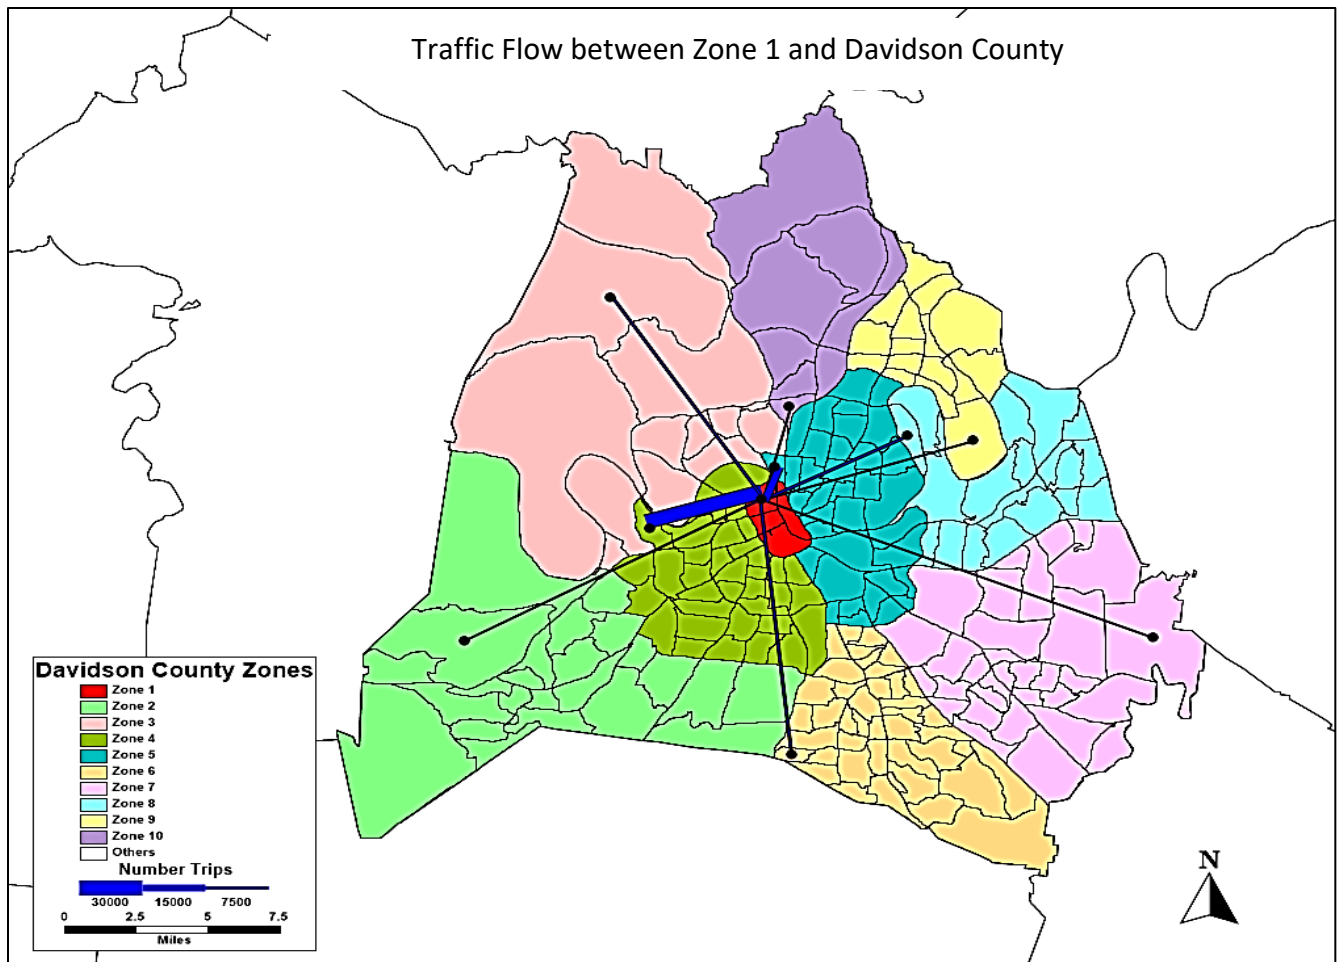 Traffic Flow between Zone 1 and Davidson County
Davidson County Zones
Zone 1
Zone 2
Zone 3
Zone 4
Zone 5
Zone 6
Zone 7
Zone 8
Zone 9
Zone 10
Others
Number Trips
30000 15000 7500
0 2.5 5 7.5
Miles
N